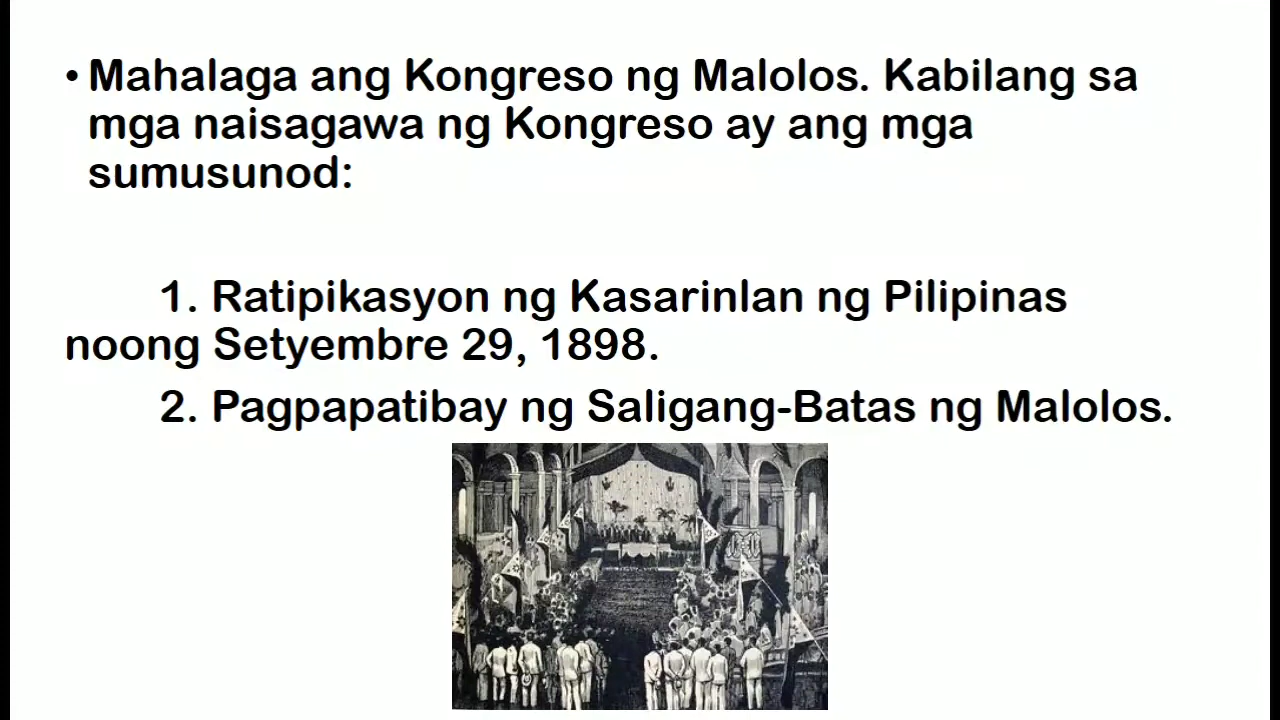 • Mahalaga ang Kongreso ng Malolos. Kabilang sa
mga naisagawa ng Kongreso ay ang mga
sumusunod:
1. Ratipikasyon ng Kasarinlan ng Pilipinas
noong Setyembre 29, 1898.
2. Pagpapatibay ng Saligang-Batas ng Malolos.